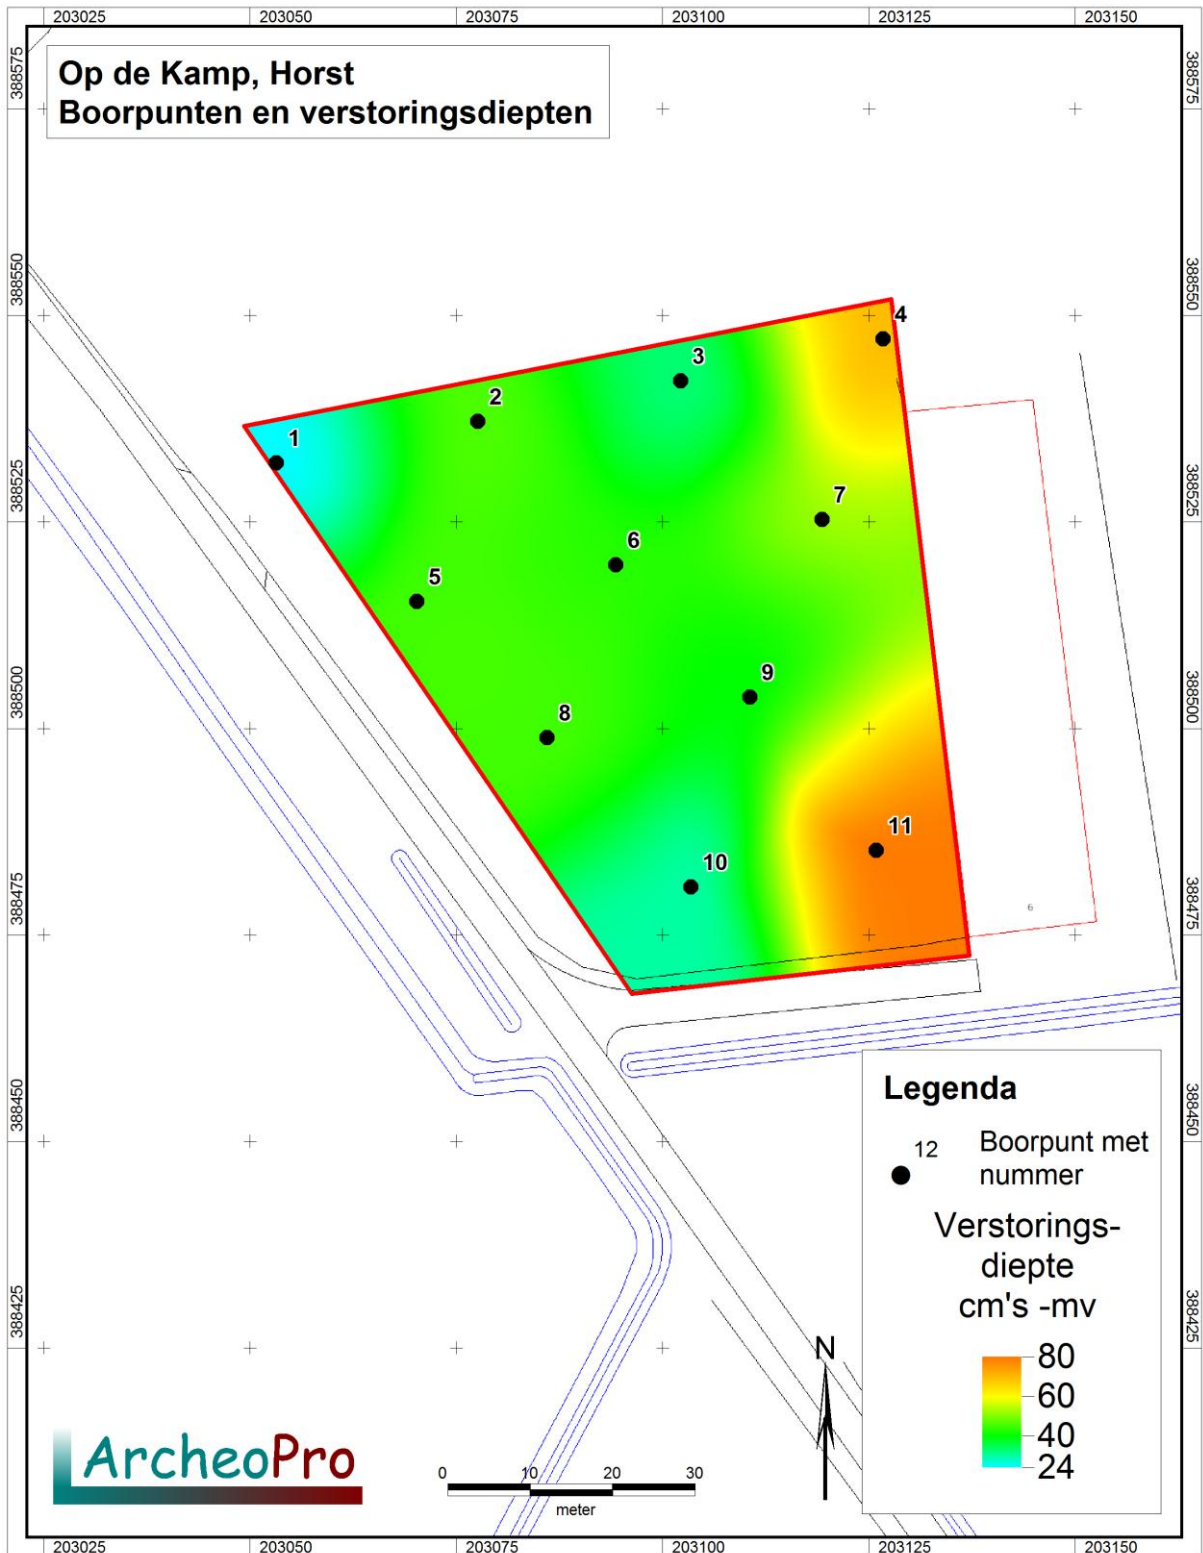 203025 203050 203075 203100 203125 203150
Op de Kamp, Horst
Boorpunten en verstoringsdiepten
388575 388575
388550 388550
388525 388525
388500 388500
388475 388475
388450 388450
388425 388425
4
3
2
1
7
6
5
9
8
11
10
6
Legenda
12 Boorpunt met
nummer
Verstorings-
diepte
cm's -mv
80
60
40
24
N
ArcheoPro
0 10 20 30
meter
203025 203050 203075 203100 203125 203150